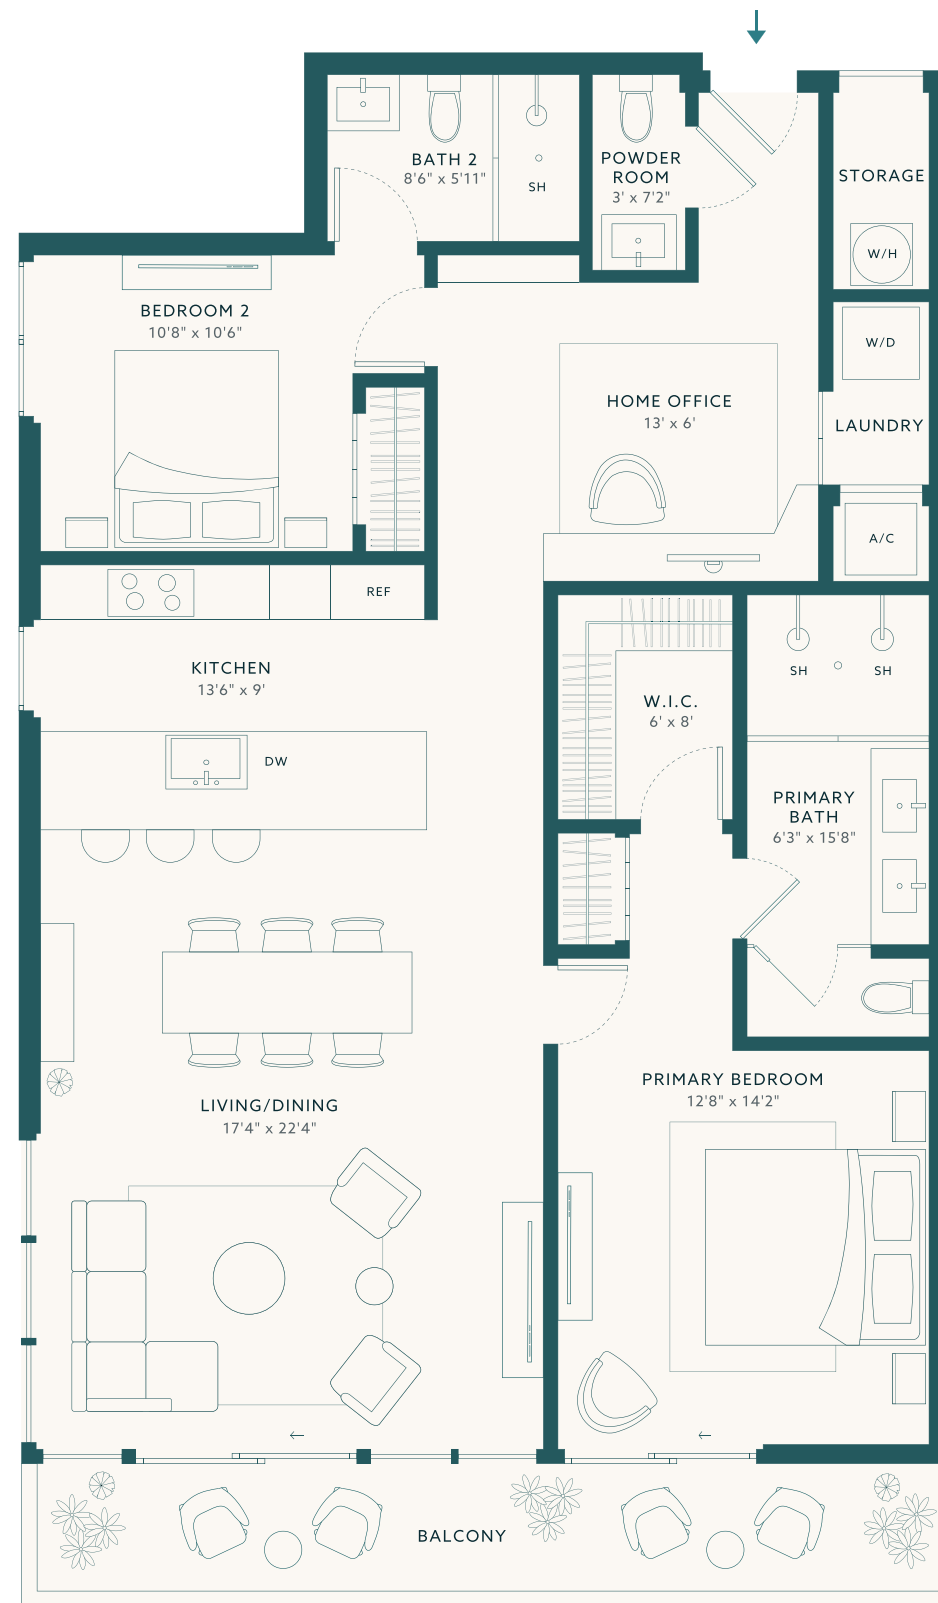 BATH 2
8'6" x 5'11"
SH
POWDER
ROOM
3' x 7'2"
STORAGE
W/H
BEDROOM 2
10'8" x 10'6"
W/D
HOME OFFICE
13' x 6'
LAUNDRY
A/C
REF
KITCHEN
13'6" x 9'
SH
SH
W.I.C.
6' x 8'
DW
PRIMARY
BATH
6'3" x 15'8"
PRIMARY BEDROOM
12'8" x 14'2"
LIVING/DINING
17'4" x 22'4"
BALCONY